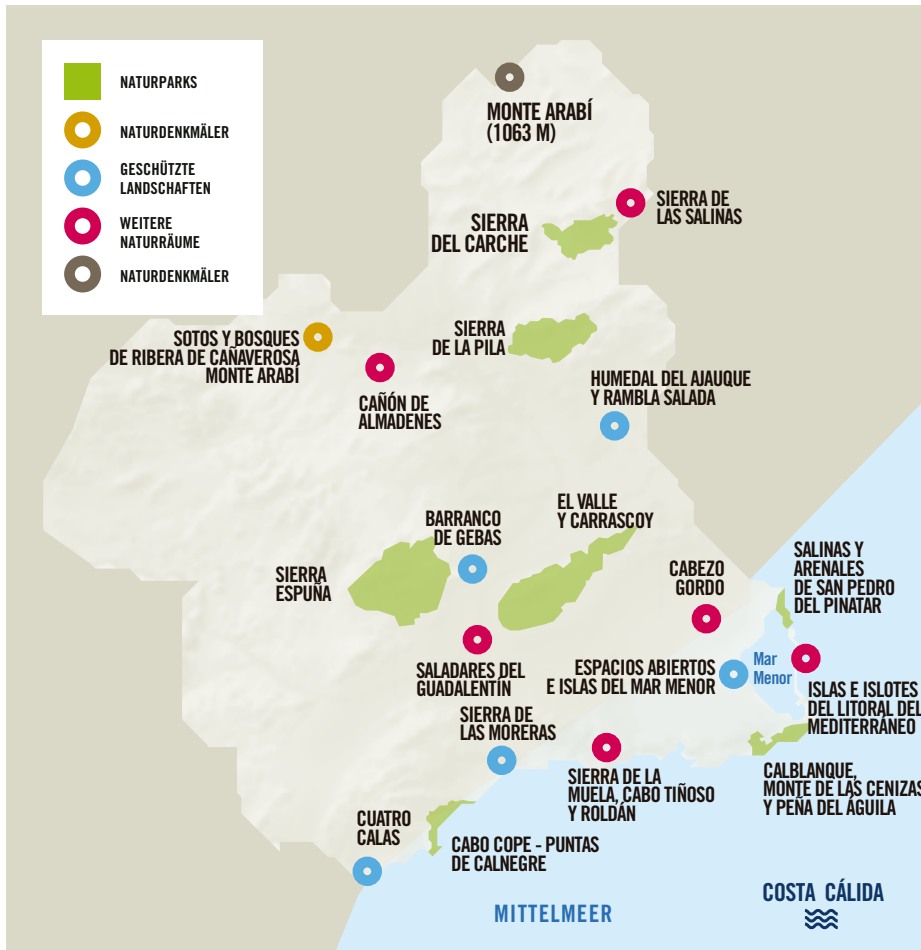 NATURPARKS
NATURDENKMÄLER
GESCHÜTZTE
LANDSCHAFTEN
WEITERE
NATURRÄUME
NATURDENKMÄLER
MONTE ARABÍ
(1063 M)
SIERRA DE
LAS SALINAS
SIERRA
DEL CARCHE
SOTOS Y BOSQUES
DE RIBERA DE CAÑAVEROSA
MONTE ARABÍ
SIERRA
DE LA PILA
CAÑÓN DE
ALMADENES
HUMEDAL DEL AJAUQUE
Y RAMBLA SALADA
BARRANCO
DE GEBAS
EL VALLE
Y CARRASCOY
SIERRA
ESPUÑA
CABEZO
GORDO
SALINAS Y
ARENALES
DE SAN PEDRO
DEL PINATAR
SALADARES DEL
GUADALENTÍN
ESPACIOS ABIERTOS
E ISLAS DEL MAR MENOR
Mar
Menor
ISLAS E ISLOTES
DEL LITORAL DEL
MEDITERRÁNEO
SIERRA DE
LAS MORERAS
SIERRA DE LA
MUELA, CABO TIÑOSO
Y ROLDÁN
CALBLANQUE,
MONTE DE LAS CENIZAS
Y PEÑA DEL ÁGUILA
CUATRO
CALAS
CABO COPE - PUNTAS
DE CALNEGRE
MITTELMEER
COSTA CÁLIDA